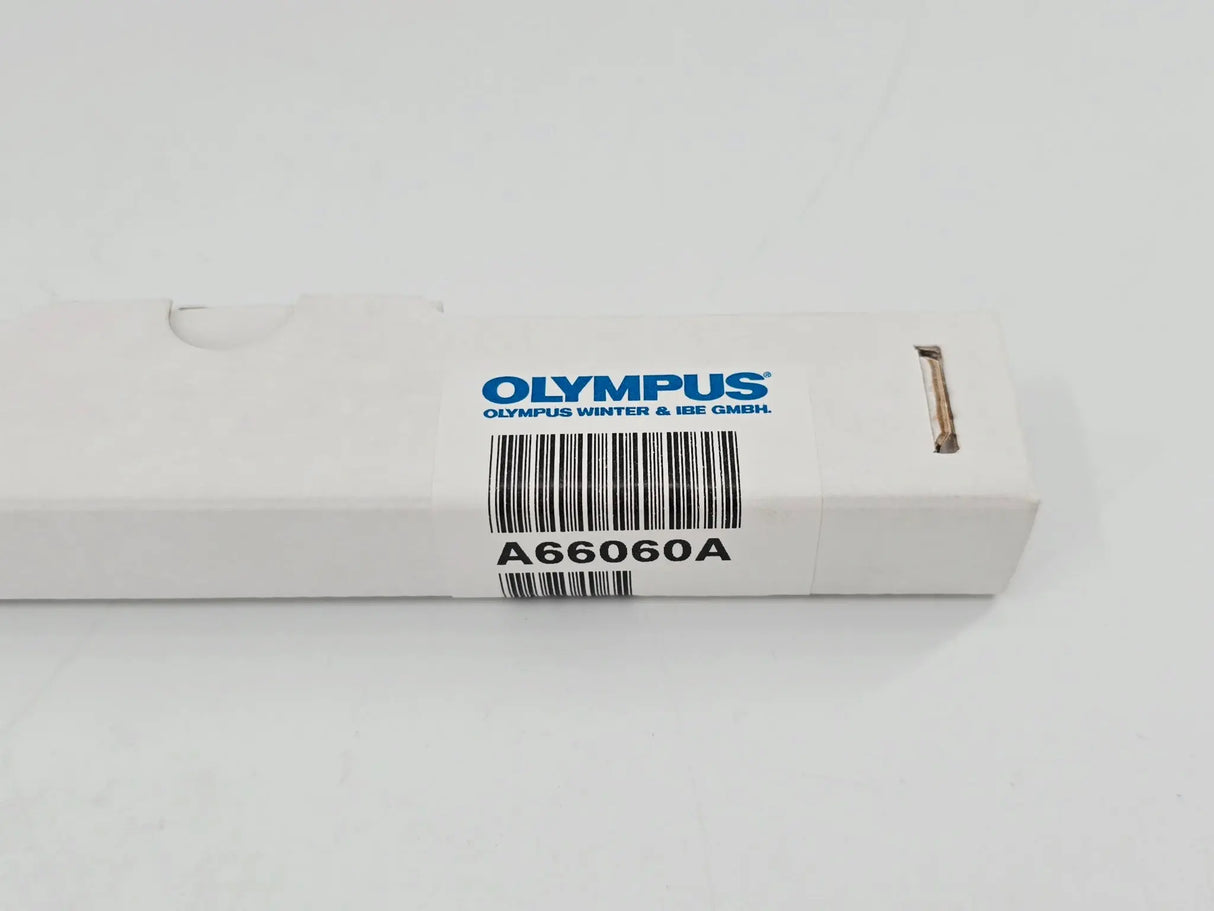 OLYMPUS®
OLYMPUS WINTER & IBE GMBH.
A66060A